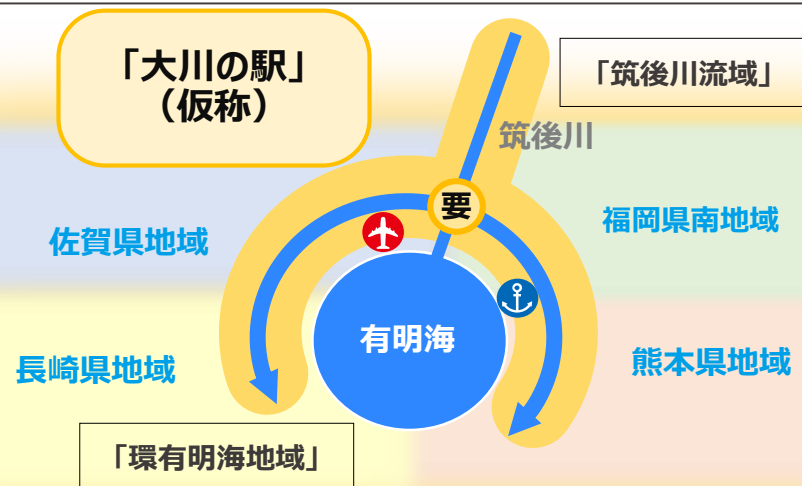 「大川の駅」
（仮称）
「筑後川流域」
筑後川
要
佐賀県地域
福岡県南地域
有明海
長崎県地域
熊本県地域
「環有明海地域」